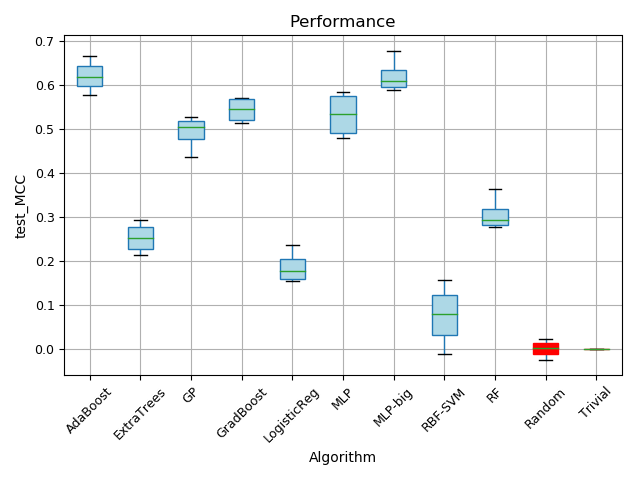 Performance
test_MCC
0.7
0.6
0.5
0.4
0.3
0.2
0.1
0.0
AdaBoost
ExtraTrees
GP
GradBoost
LogisticReg
MLP
MLP-big
RBF-SVM
RF
Random
Trivial
Algorithm